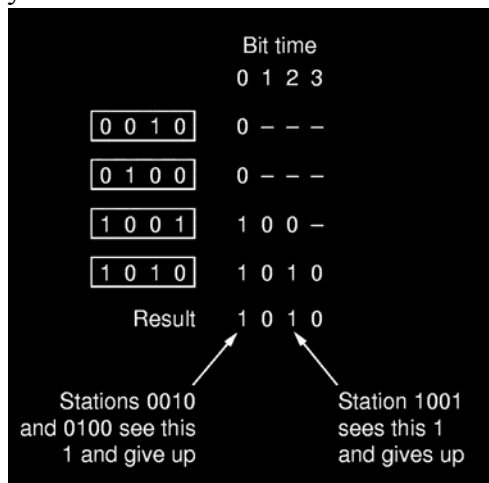 Bit time
0 1 2 3
0 0 1 0 0 – – –
0 1 0 0 0 – – –
1 0 0 1 1 0 0 –
1 0 1 0 1 0 1 0
Result 1 0 1 0
Stations 0010
and 0100 see this
1 and give up
Station 1001
sees this 1
and gives up